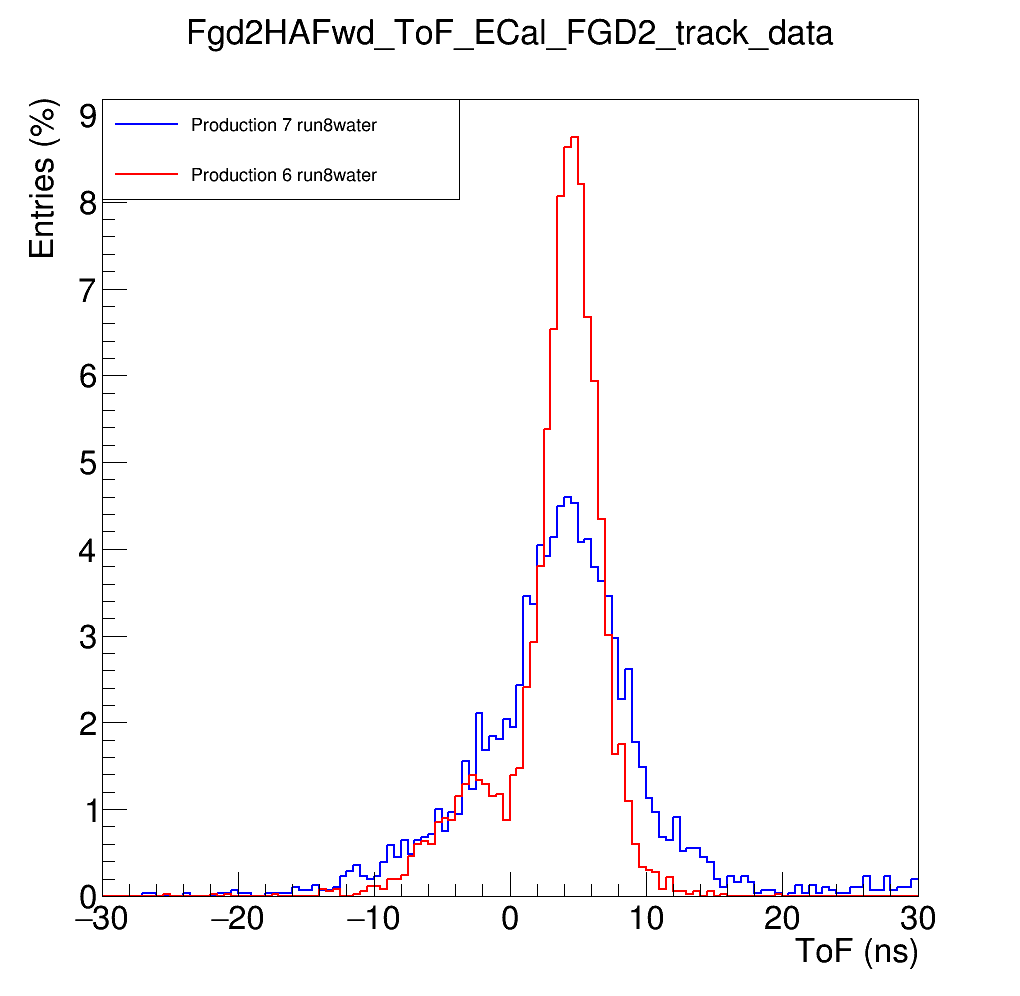 Fgd2HAFwd_ToF_ECal_FGD2_track_data
Entries (%)
Production 7 run8water
Production 6 run8water
9
8
7
6
5
4
3
2
1
0
−30 −20 −10 0 10 20 30
ToF (ns)